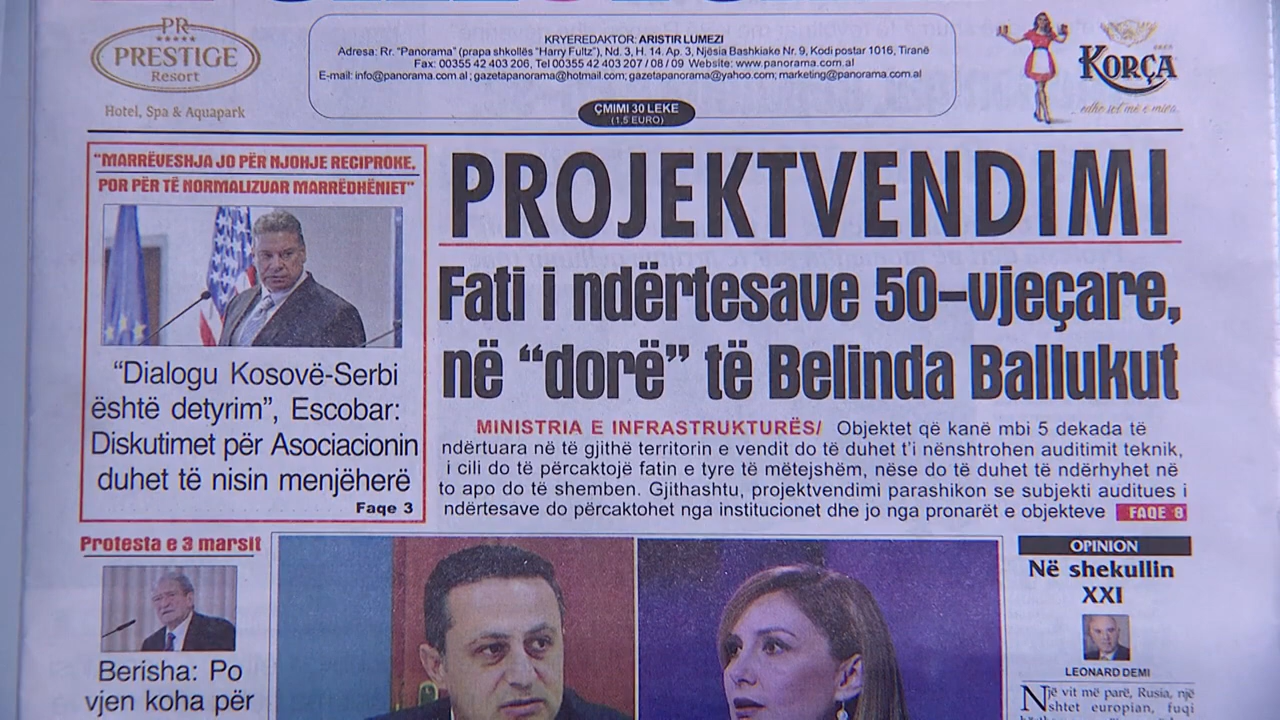 PR
PRESTIGE
Resort
Hotel, Spa & Aquapark
KRYEREDAKTOR: ARISTIR LUMEZI
Adresa: Rr. "Panorama" (prapa shkollës "Harry Fultz"), Nd. 3, H. 14. Ap. 3, Njësia Bashkiake Nr. 9, Kodi postar 1016, Tiranë
Fax: 00355 42 403 206, Tel 00355 42 403 207 / 08 / 09 Website: www.panorama.com.al
E-mail: info@panorama.com.al ; gazetapanorama@hotmail.com; gazetapanorama@yahoo.com; marketing@panorama.com.al
ÇMIMI 30 LEKE
(1,5 EURO)
KORÇA
edhe sot më e mira
"MARRËVESHJA JO PËR NJOHJE RECIPROKE,
POR PËR TË NORMALIZUAR MARRËDHËNIET"
"Dialogu Kosovë-Serbi
është detyrim", Escobar:
Diskutimet për Asociacionin
duhet të nisin menjëherë
Faqe 3
PROJEKTVENDIMI
Fati i ndërtesave 50-vjeçare,
në "dorë" të Belinda Ballukut
MINISTRIA E INFRASTRUKTURËS/ Objektet që kanë mbi 5 dekada të
ndërtuara në të gjithë territorin e vendit do të duhet t'i nënshtrohen auditimit teknik,
i cili do të përcaktojë fatin e tyre të mëtejshëm, nëse do të duhet të ndërhyhet në
to apo do të shemben. Gjithashtu, projektvendimi parashikon se subjekti auditues i
ndërtesave do përcaktohet nga institucionet dhe jo nga pronarët e objekteve FAQE 8
Protesta e 3 marsit
Berisha: Po
vjen koha për
OPINION
Në shekullin
XXI
LEONARD DEMI
Një vit më parë, Rusia, një
shtet europian, fuqi